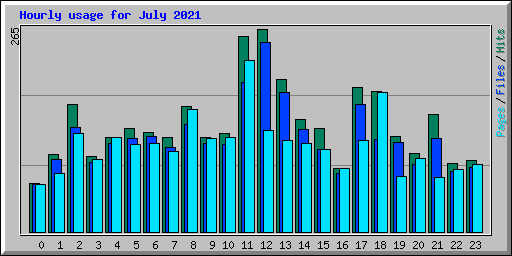 Hourly usage for July 2021
265
Pages / Files / Hits
0 1 2 3 4 5 6 7 8 9 10 11 12 13 14 15 16 17 18 19 20 21 22 23